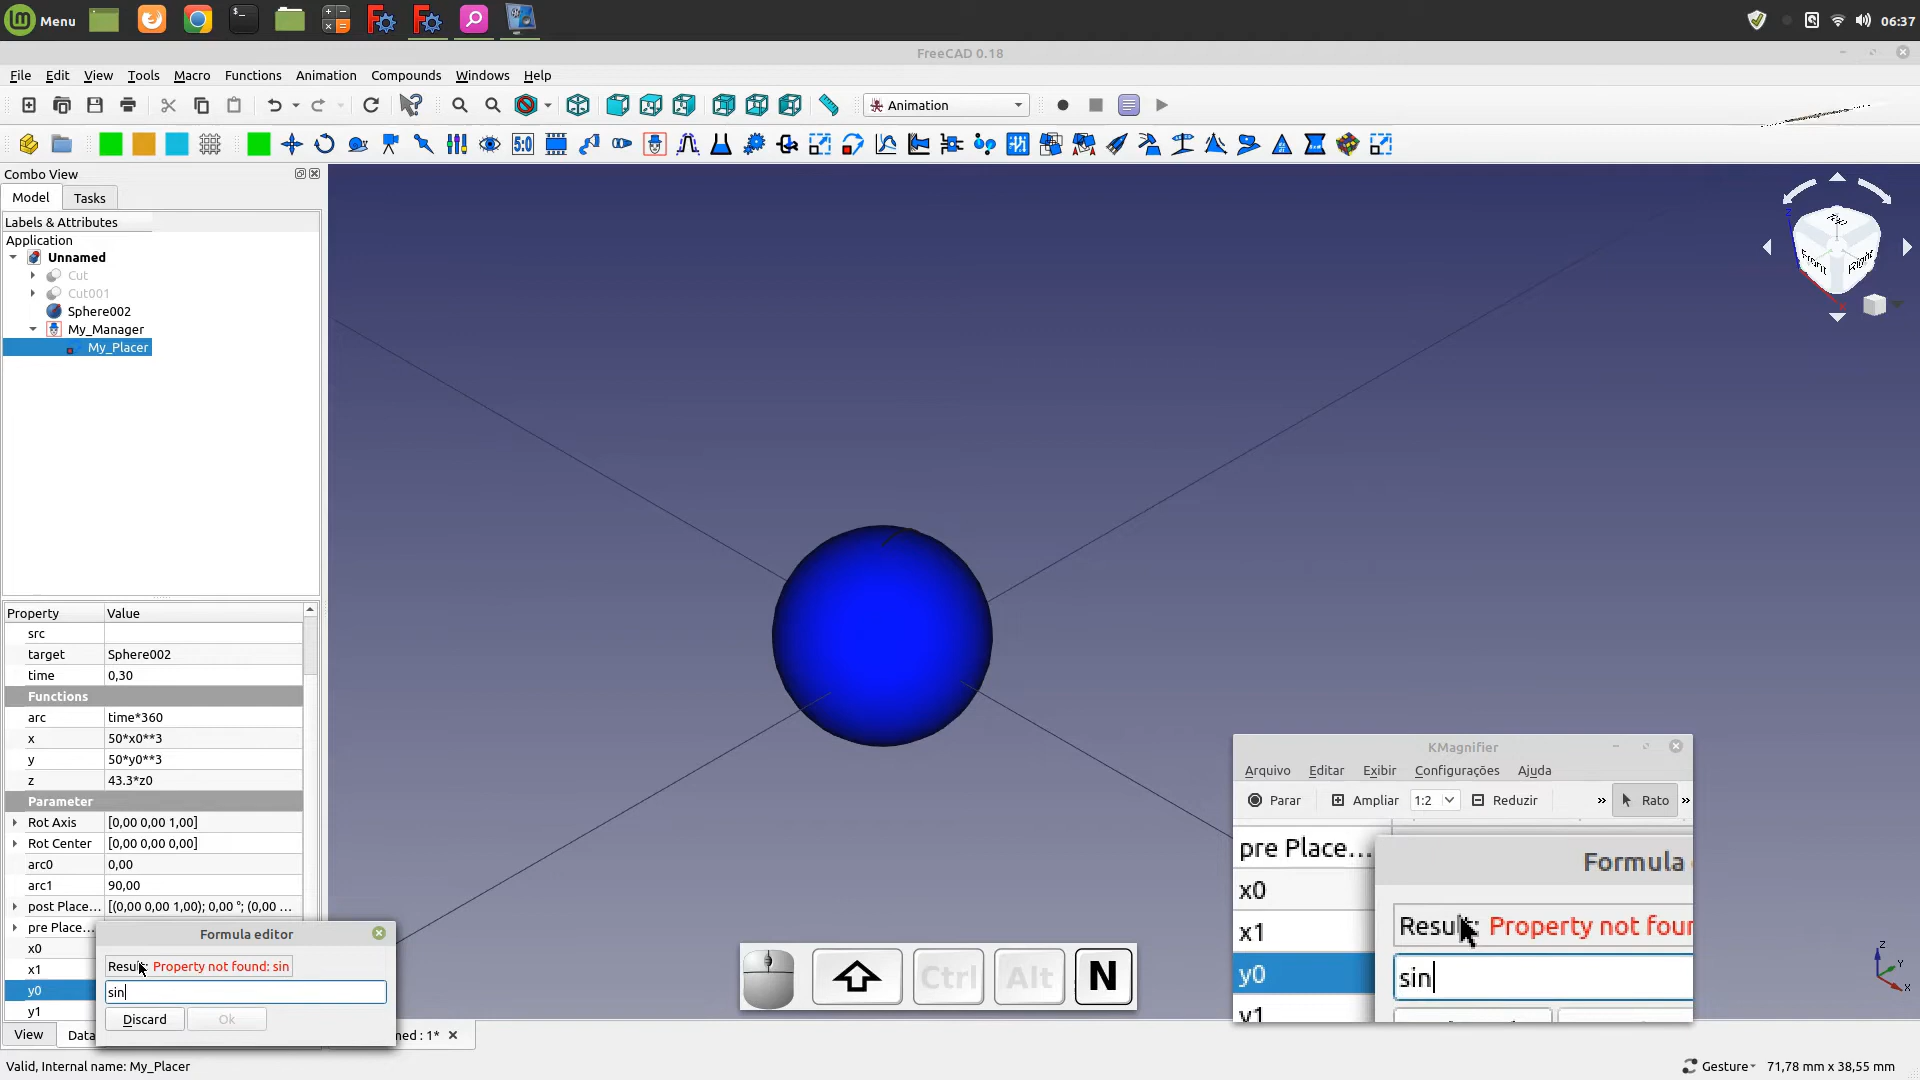 Menu
06:37
FreeCAD 0.18
File Edit View Tools Macro Functions Animation Compounds Windows Help
Animation
5:0
Combo View
Model Tasks
Labels & Attributes
Application
Unnamed
Cut
Cut001
Sphere002
My_Manager
My_Placer
Top
Front
Right
Property Value
src
target Sphere002
time 0,30
Functions
arc time*360
x 50*x0**3
y 50*y0**3
z 43.3*z0
Parameter
Rot Axis [0,00 0,00 1,00]
Rot Center [0,00 0,00 0,00]
arc0 0,00
arc1 90,00
post Place... [(0,00 0,00 1,00); 0,00 °; (0,00 ...
pre Place...
x0
x1
y0
y1
Formula editor
Result: Property not found: sin
sin
Discard Ok
View Data
med : 1*
KMagnifier
Arquivo Editar Exibir Configurações Ajuda
Parar Ampliar 1:2 Reduzir » Rato »
pre Place...
x0
x1
y0
y1
Formula
Result: Property not foun
sin
Ctrl Alt N
Z
Y
X
Valid, Internal name: My_Placer
Gesture 71,78 mm x 38,55 mm